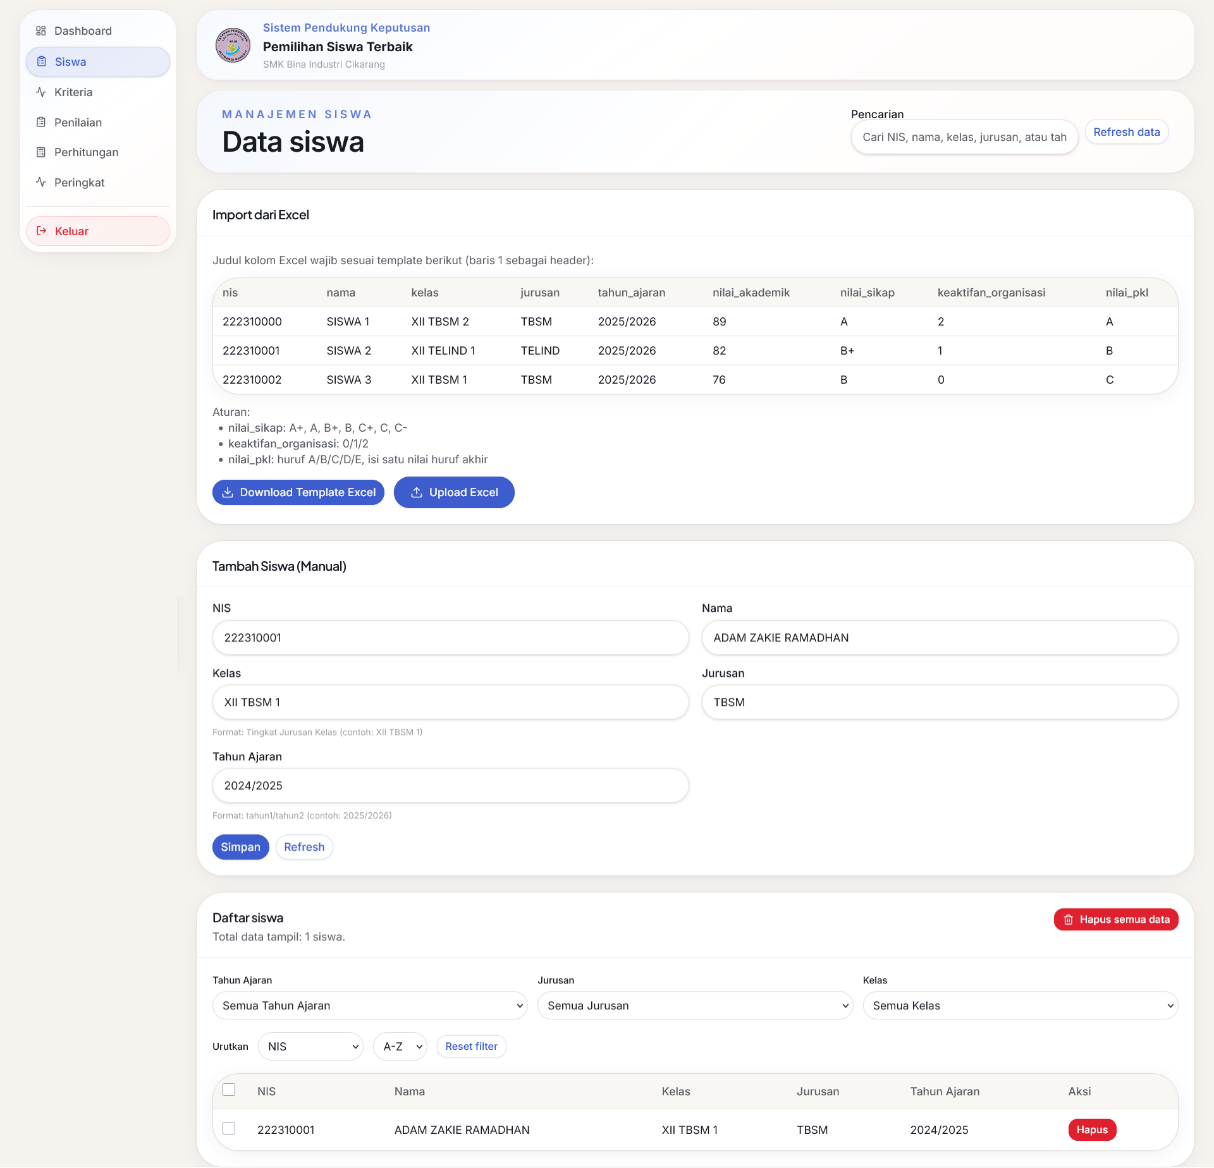 Dashboard
Siswa
Kriteria
Penilaian
Perhitungan
Peringkat
Keluar
Sistem Pendukung Keputusan
Pemilihan Siswa Terbaik
SMK Bina Industri Cikarang
MANAJEMEN SISWA
Data siswa
Pencarian
Cari NIS, nama, kelas, jurusan, atau tah
Refresh data
Import dari Excel
Judul kolom Excel wajib sesuai template berikut (baris 1 sebagai header):
nis nama kelas jurusan tahun_ajaran nilai_akademik nilai_sikap keaktifan_organisasi nilai_pkl
222310000 SISWA 1 XII TBSM 2 TBSM 2025/2026 89 A 2 A
222310001 SISWA 2 XII TELIND 1 TELIND 2025/2026 82 B+ 1 B
222310002 SISWA 3 XII TBSM 1 TBSM 2025/2026 76 B 0 C
Aturan:
• nilai_sikap: A+, A, B+, B, C+, C, C-
• keaktifan_organisasi: 0/1/2
• nilai_pkl: huruf A/B/C/D/E, isi satu nilai huruf akhir
Download Template Excel
Upload Excel
Tambah Siswa (Manual)
NIS Nama
222310001 ADAM ZAKIE RAMADHAN
Kelas Jurusan
XII TBSM 1 TBSM
Format: Tingkat Jurusan Kelas (contoh: XII TBSM 1)
Tahun Ajaran
2024/2025
Format: tahun1/tahun2 (contoh: 2025/2026)
Simpan Refresh
Daftar siswa
Total data tampil: 1 siswa.
Hapus semua data
Tahun Ajaran Jurusan Kelas
Semua Tahun Ajaran Semua Jurusan Semua Kelas
Urutkan NIS A-Z Reset filter
NIS Nama Kelas Jurusan Tahun Ajaran Aksi
222310001 ADAM ZAKIE RAMADHAN XII TBSM 1 TBSM 2024/2025 Hapus